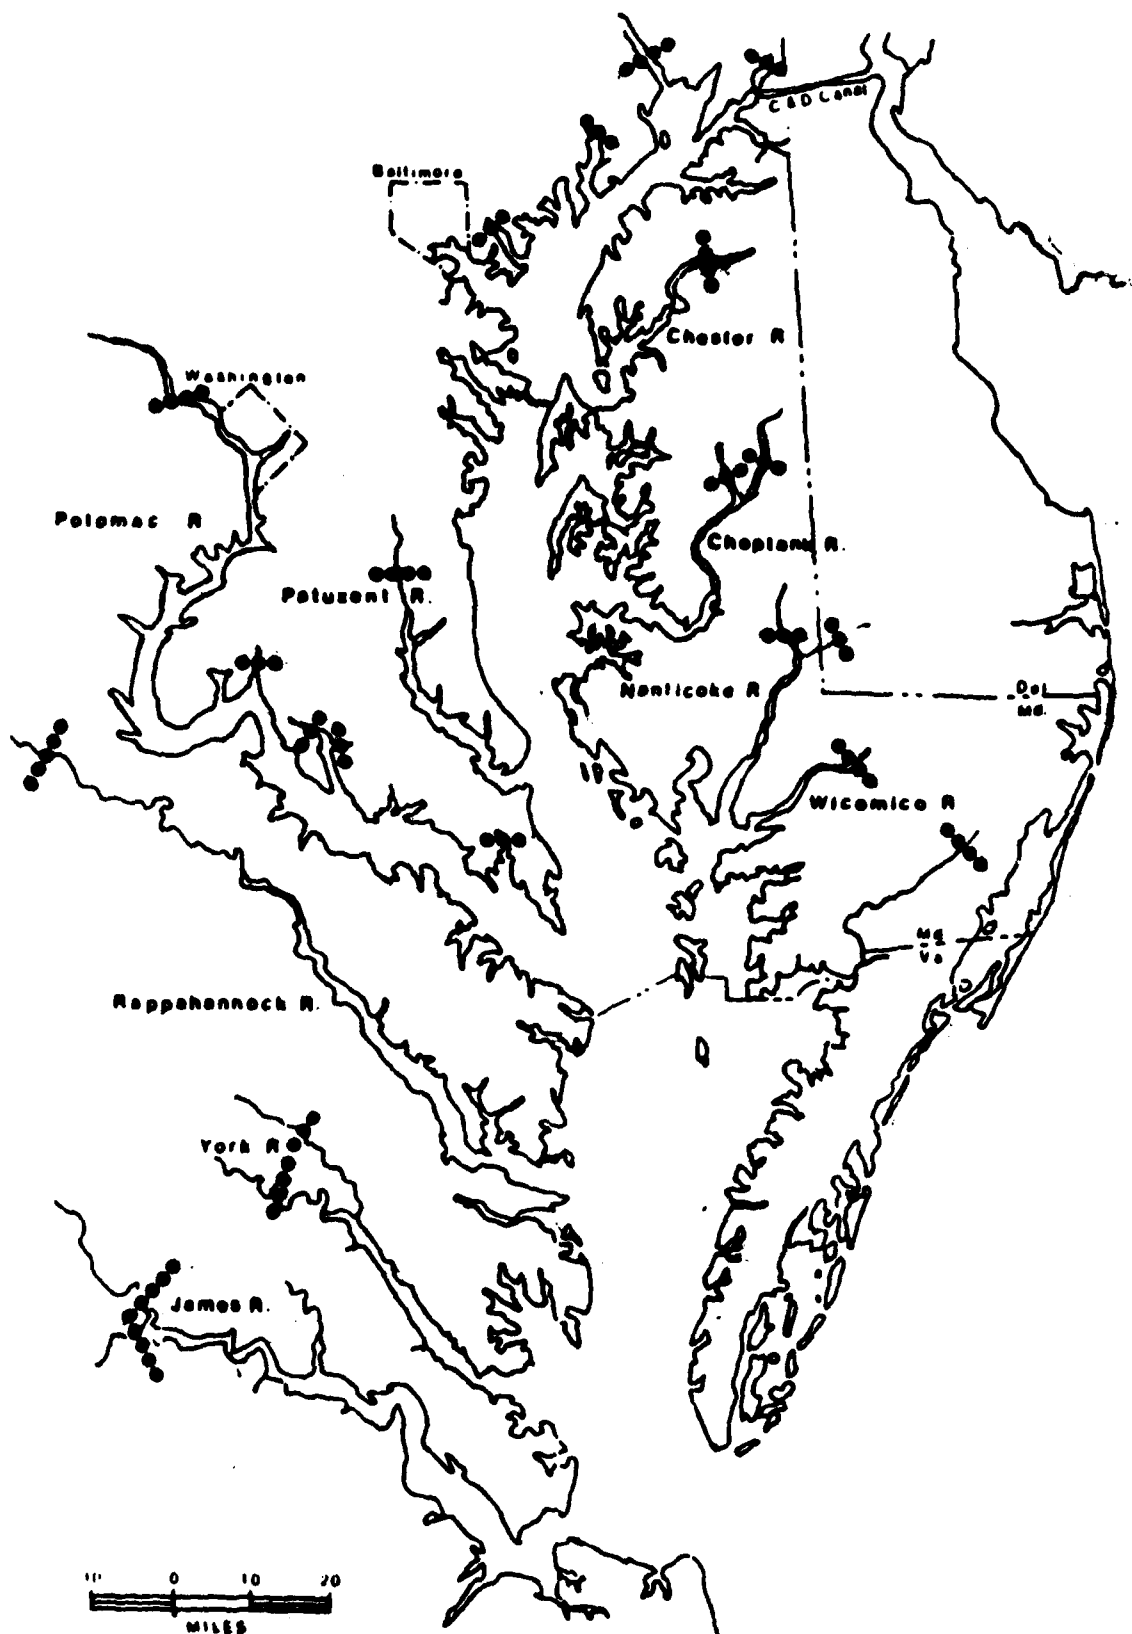 C & D Canal
Baltimore
Chester R
Washington
Potomac R
Choptank R.
Patuxent R.
Nanticoke R
Del
Md.
Wicomico R
Md
Va
Rappahannock R.
York R
James R.
10 0 10 20
MILES